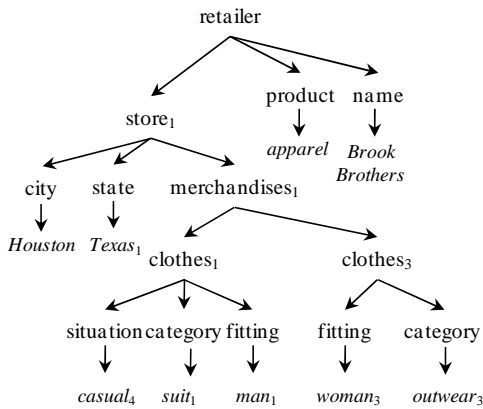 retailer
product name
store₁
apparel Brook
Brothers
city state merchandises₁
Houston Texas₁
clothes₁ clothes₃
situation category fitting fitting category
casual₄ suit₁ man₁ woman₃ outwear₃